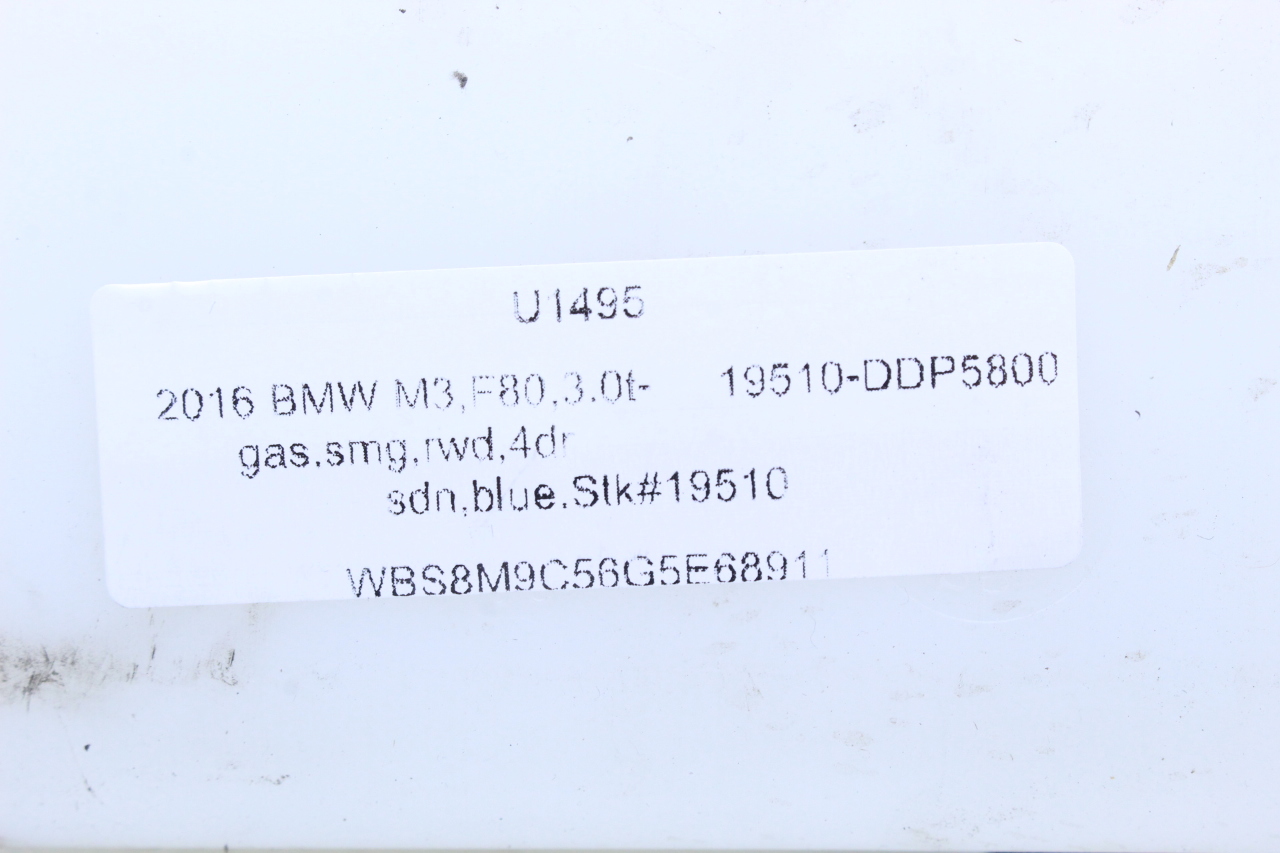 U1495
2016 BMW M3,F80,3.0t- 19510-DDP5800
gas,smg,rwd,4dr
sdn,blue,Stk#19510
WBS8M9C56G5E68911